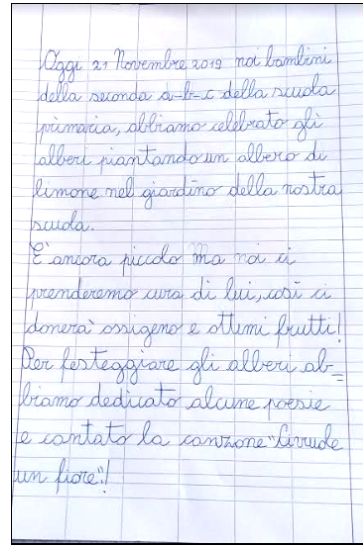 Oggi 21 Novembre 2019 noi bambini
della seconda a-b-c della scuola
primaria, abbiamo celebrato gli
alberi piantando un albero di
limone nel giardino della nostra
scuola.
E' ancora piccolo ma noi ci
prenderemo cura di lui, così ci
donerà ossigeno e ottimi frutti!
Per festeggiare gli alberi ab=
biamo dedicato alcune poesie
e cantato la canzone "Ci vuole
un fiore"!